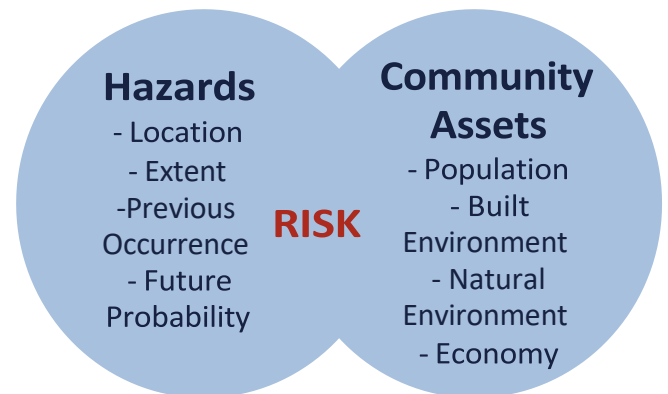 Hazards
- Location
- Extent
-Previous
Occurrence
- Future
Probability
RISK
Community
Assets
- Population
- Built
Environment
- Natural
Environment
- Economy